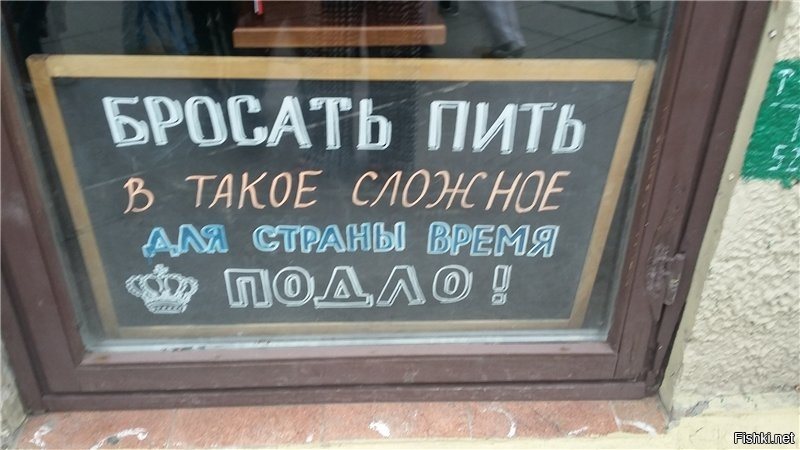 БРОСАТЬ ПИТЬ
В ТАКОЕ СЛОЖНОЕ
ДЛЯ СТРАНЫ ВРЕМЯ
ПОДЛО!
Fishki.net